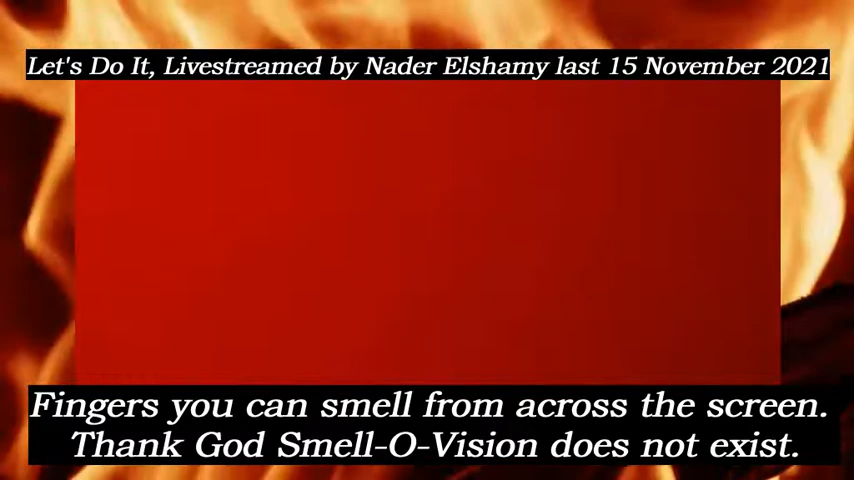 Let's Do It, Livestreamed by Nader Elshamy last 15 November 2021
Fingers you can smell from across the screen.
Thank God Smell-O-Vision does not exist.